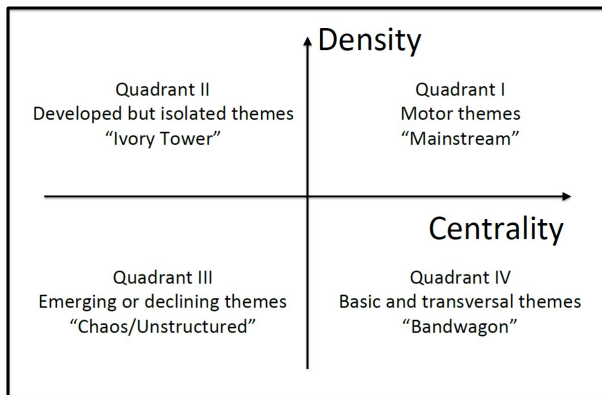 Density
Quadrant II
Developed but isolated themes
“Ivory Tower”
Quadrant I
Motor themes
“Mainstream”
Centrality
Quadrant III
Emerging or declining themes
“Chaos/Unstructured”
Quadrant IV
Basic and transversal themes
“Bandwagon”